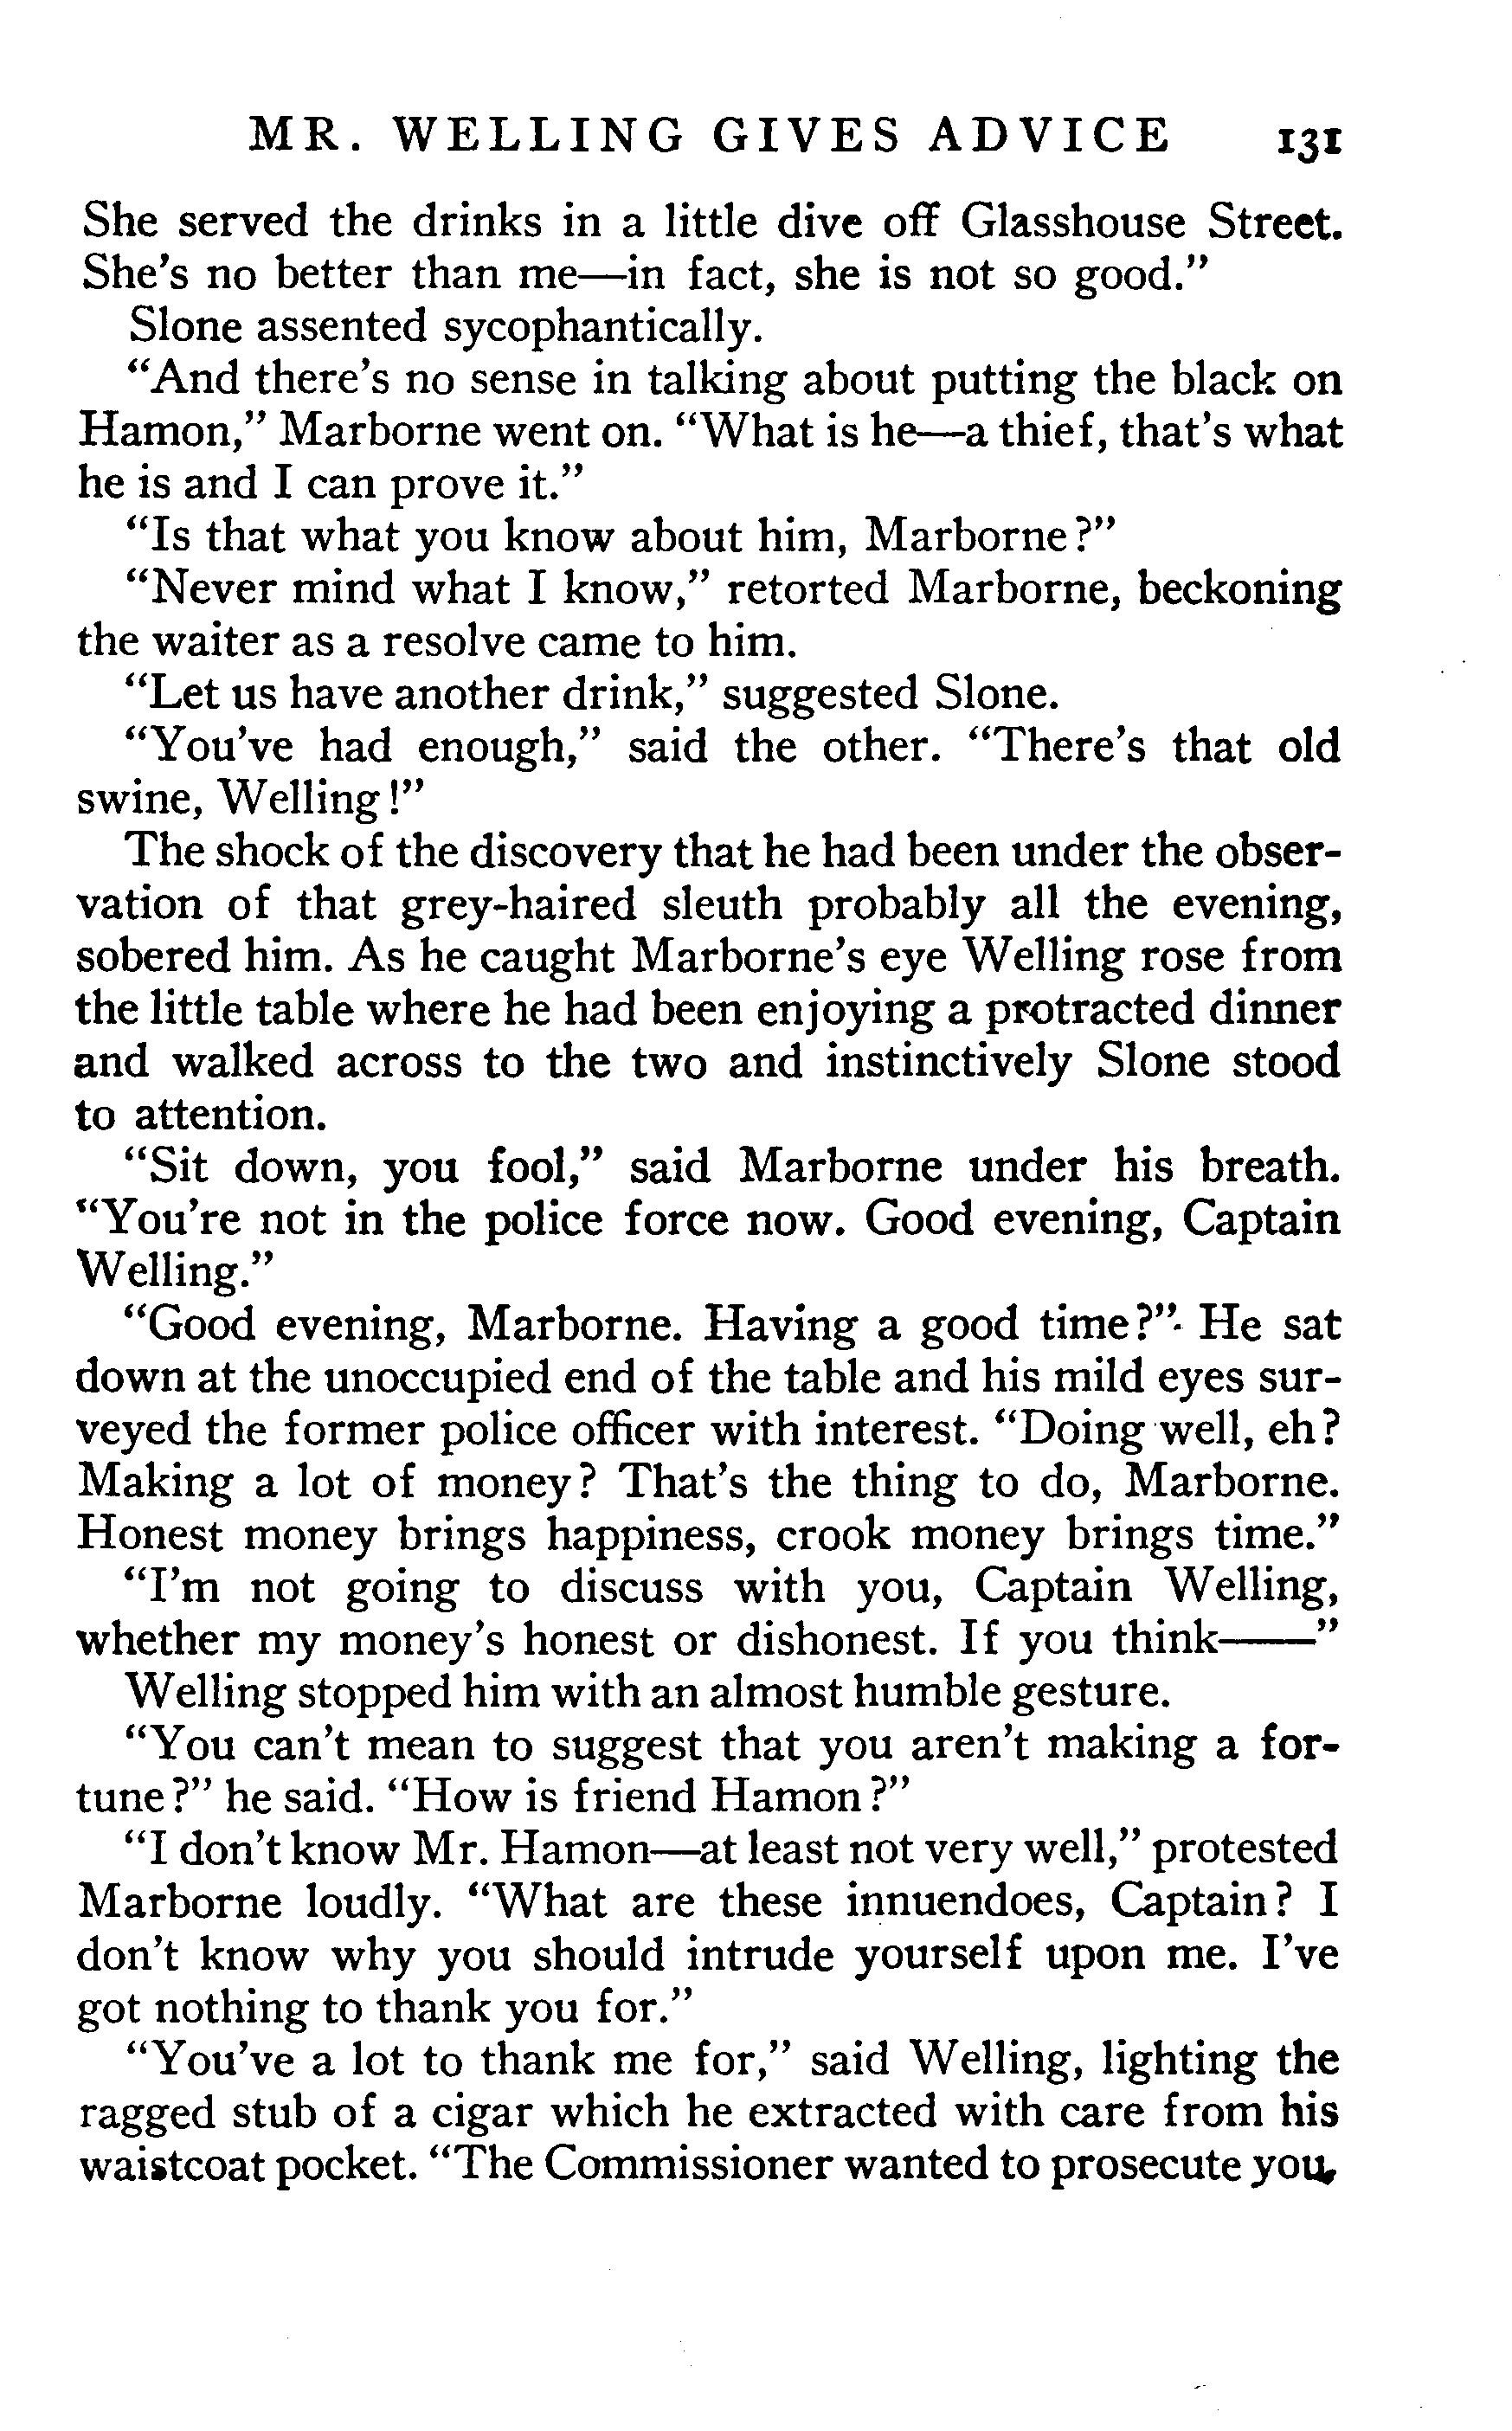 MR. WELLING GIVES ADVICE 131
She served the drinks in a little dive off Glasshouse Street.
She's no better than me—in fact, she is not so good."
Slone assented sycophantically.
"And there's no sense in talking about putting the black on
Hamon," Marborne went on. "What is he—a thief, that's what
he is and I can prove it."
"Is that what you know about him, Marborne?"
"Never mind what I know," retorted Marborne, beckoning
the waiter as a resolve came to him.
"Let us have another drink," suggested Slone.
"You've had enough," said the other. "There's that old
swine, Welling!"
The shock of the discovery that he had been under the obser-
vation of that grey-haired sleuth probably all the evening,
sobered him. As he caught Marborne's eye Welling rose from
the little table where he had been enjoying a protracted dinner
and walked across to the two and instinctively Slone stood
to attention.
"Sit down, you fool," said Marborne under his breath.
"You're not in the police force now. Good evening, Captain
Welling."
"Good evening, Marborne. Having a good time?" He sat
down at the unoccupied end of the table and his mild eyes sur-
veyed the former police officer with interest. "Doing well, eh?
Making a lot of money? That's the thing to do, Marborne.
Honest money brings happiness, crook money brings time."
"I'm not going to discuss with you, Captain Welling,
whether my money's honest or dishonest. If you think——"
Welling stopped him with an almost humble gesture.
"You can't mean to suggest that you aren't making a for-
tune?" he said. "How is friend Hamon?"
"I don't know Mr. Hamon—at least not very well," protested
Marborne loudly. "What are these innuendoes, Captain? I
don't know why you should intrude yourself upon me. I've
got nothing to thank you for."
"You've a lot to thank me for," said Welling, lighting the
ragged stub of a cigar which he extracted with care from his
waistcoat pocket. "The Commissioner wanted to prosecute you,